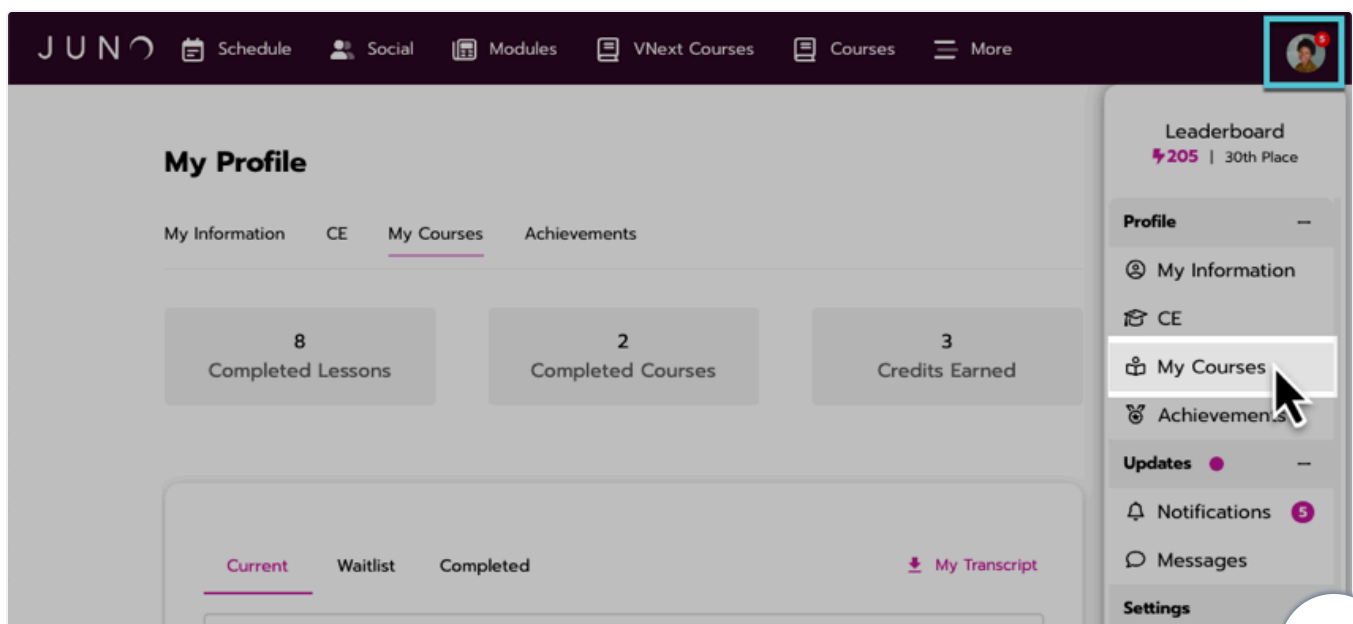 JUNO Schedule Social Modules VNext Courses Courses More 5
My Profile
My Information CE My Courses Achievements
8
Completed Lessons
2
Completed Courses
3
Credits Earned
Current Waitlist Completed My Transcript
Leaderboard
205 | 30th Place
Profile
My Information
CE
My Courses
Achievements
Updates
Notifications 5
Messages
Settings